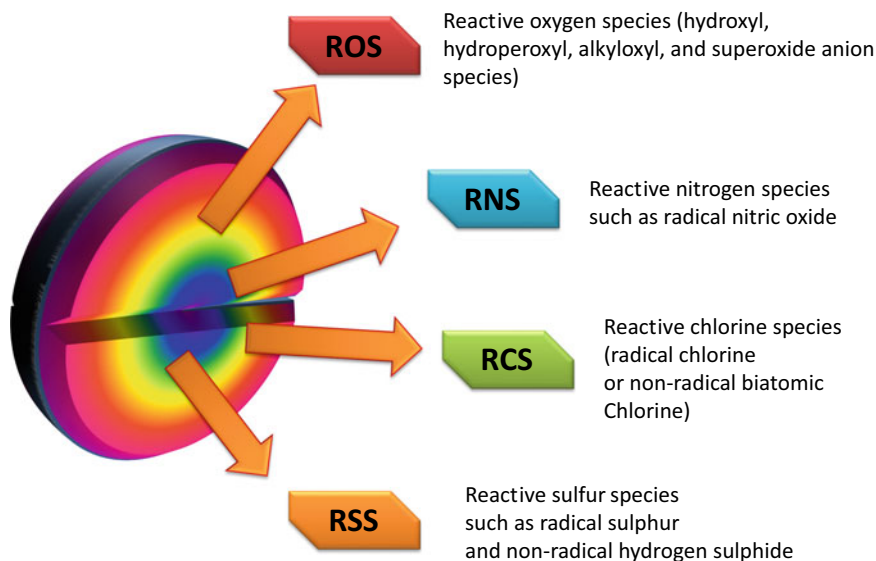 ROS
Reactive oxygen species (hydroxyl,
hydroperoxyl, alkyloxyl, and superoxide anion
species)
RNS
Reactive nitrogen species
such as radical nitric oxide
RCS
Reactive chlorine species
(radical chlorine
or non-radical biatomic
Chlorine)
RSS
Reactive sulfur species
such as radical sulphur
and non-radical hydrogen sulphide